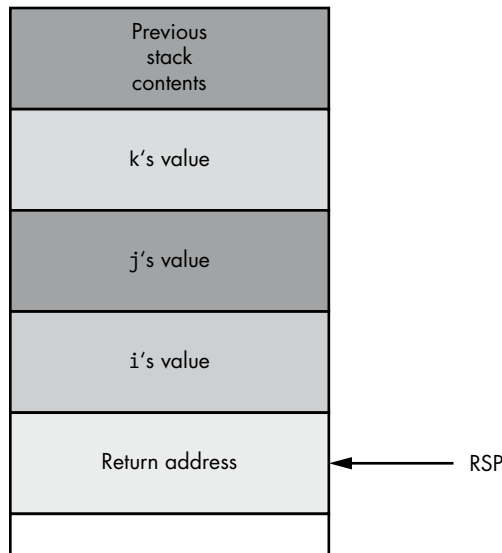 Previous
stack
contents
k‘s value
j‘s value
i‘s value
Return address
RSP